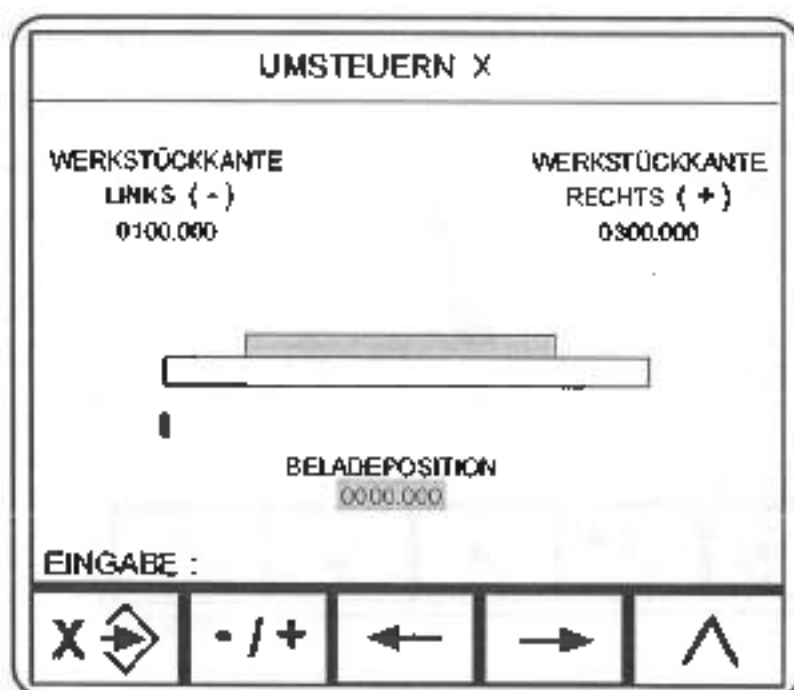 UMSTEUERN X
WERKSTÜCKKANTE
LINKS ( - )
0100.000
WERKSTÜCKKANTE
RECHTS ( + )
0300.000
BELADEPOSITION
0000.000
EINGABE :
X
- / +